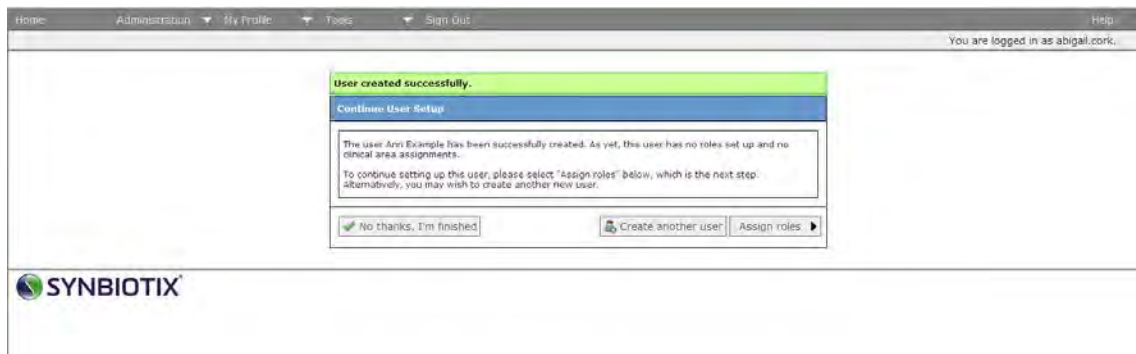 Home Administration My Profile Tools Sign Out Help
You are logged in as abigail.cork.
User created successfully.
Continue User Setup
The user Ann Example has been successfully created. As yet, this user has no roles set up and no
clinical area assignments.
To continue setting up this user, please select "Assign roles" below, which is the next step.
Alternatively, you may wish to create another new user.
No thanks, I'm finished Create another user Assign roles
SYNBIOTIX